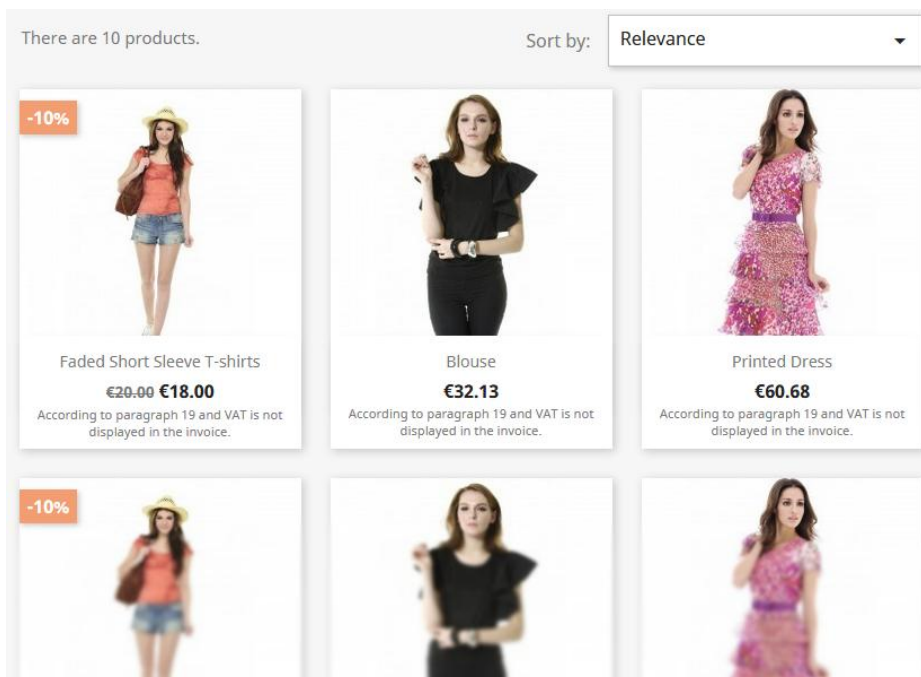 There are 10 products.
Sort by:
Relevance
-10%
Faded Short Sleeve T-shirts
€20.00 €18.00
According to paragraph 19 and VAT is not
displayed in the invoice.
Blouse
€32.13
According to paragraph 19 and VAT is not
displayed in the invoice.
Printed Dress
€60.68
According to paragraph 19 and VAT is not
displayed in the invoice.
-10%